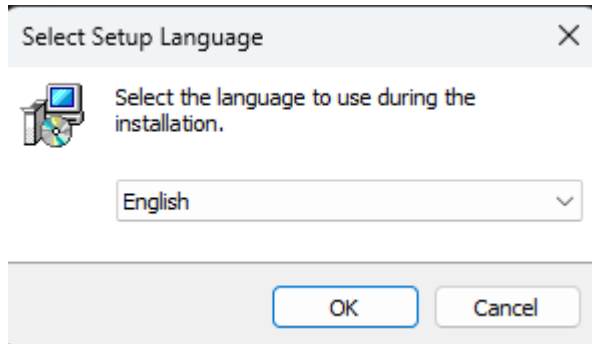 Select Setup Language
Select the language to use during the
installation.
English
OK
Cancel